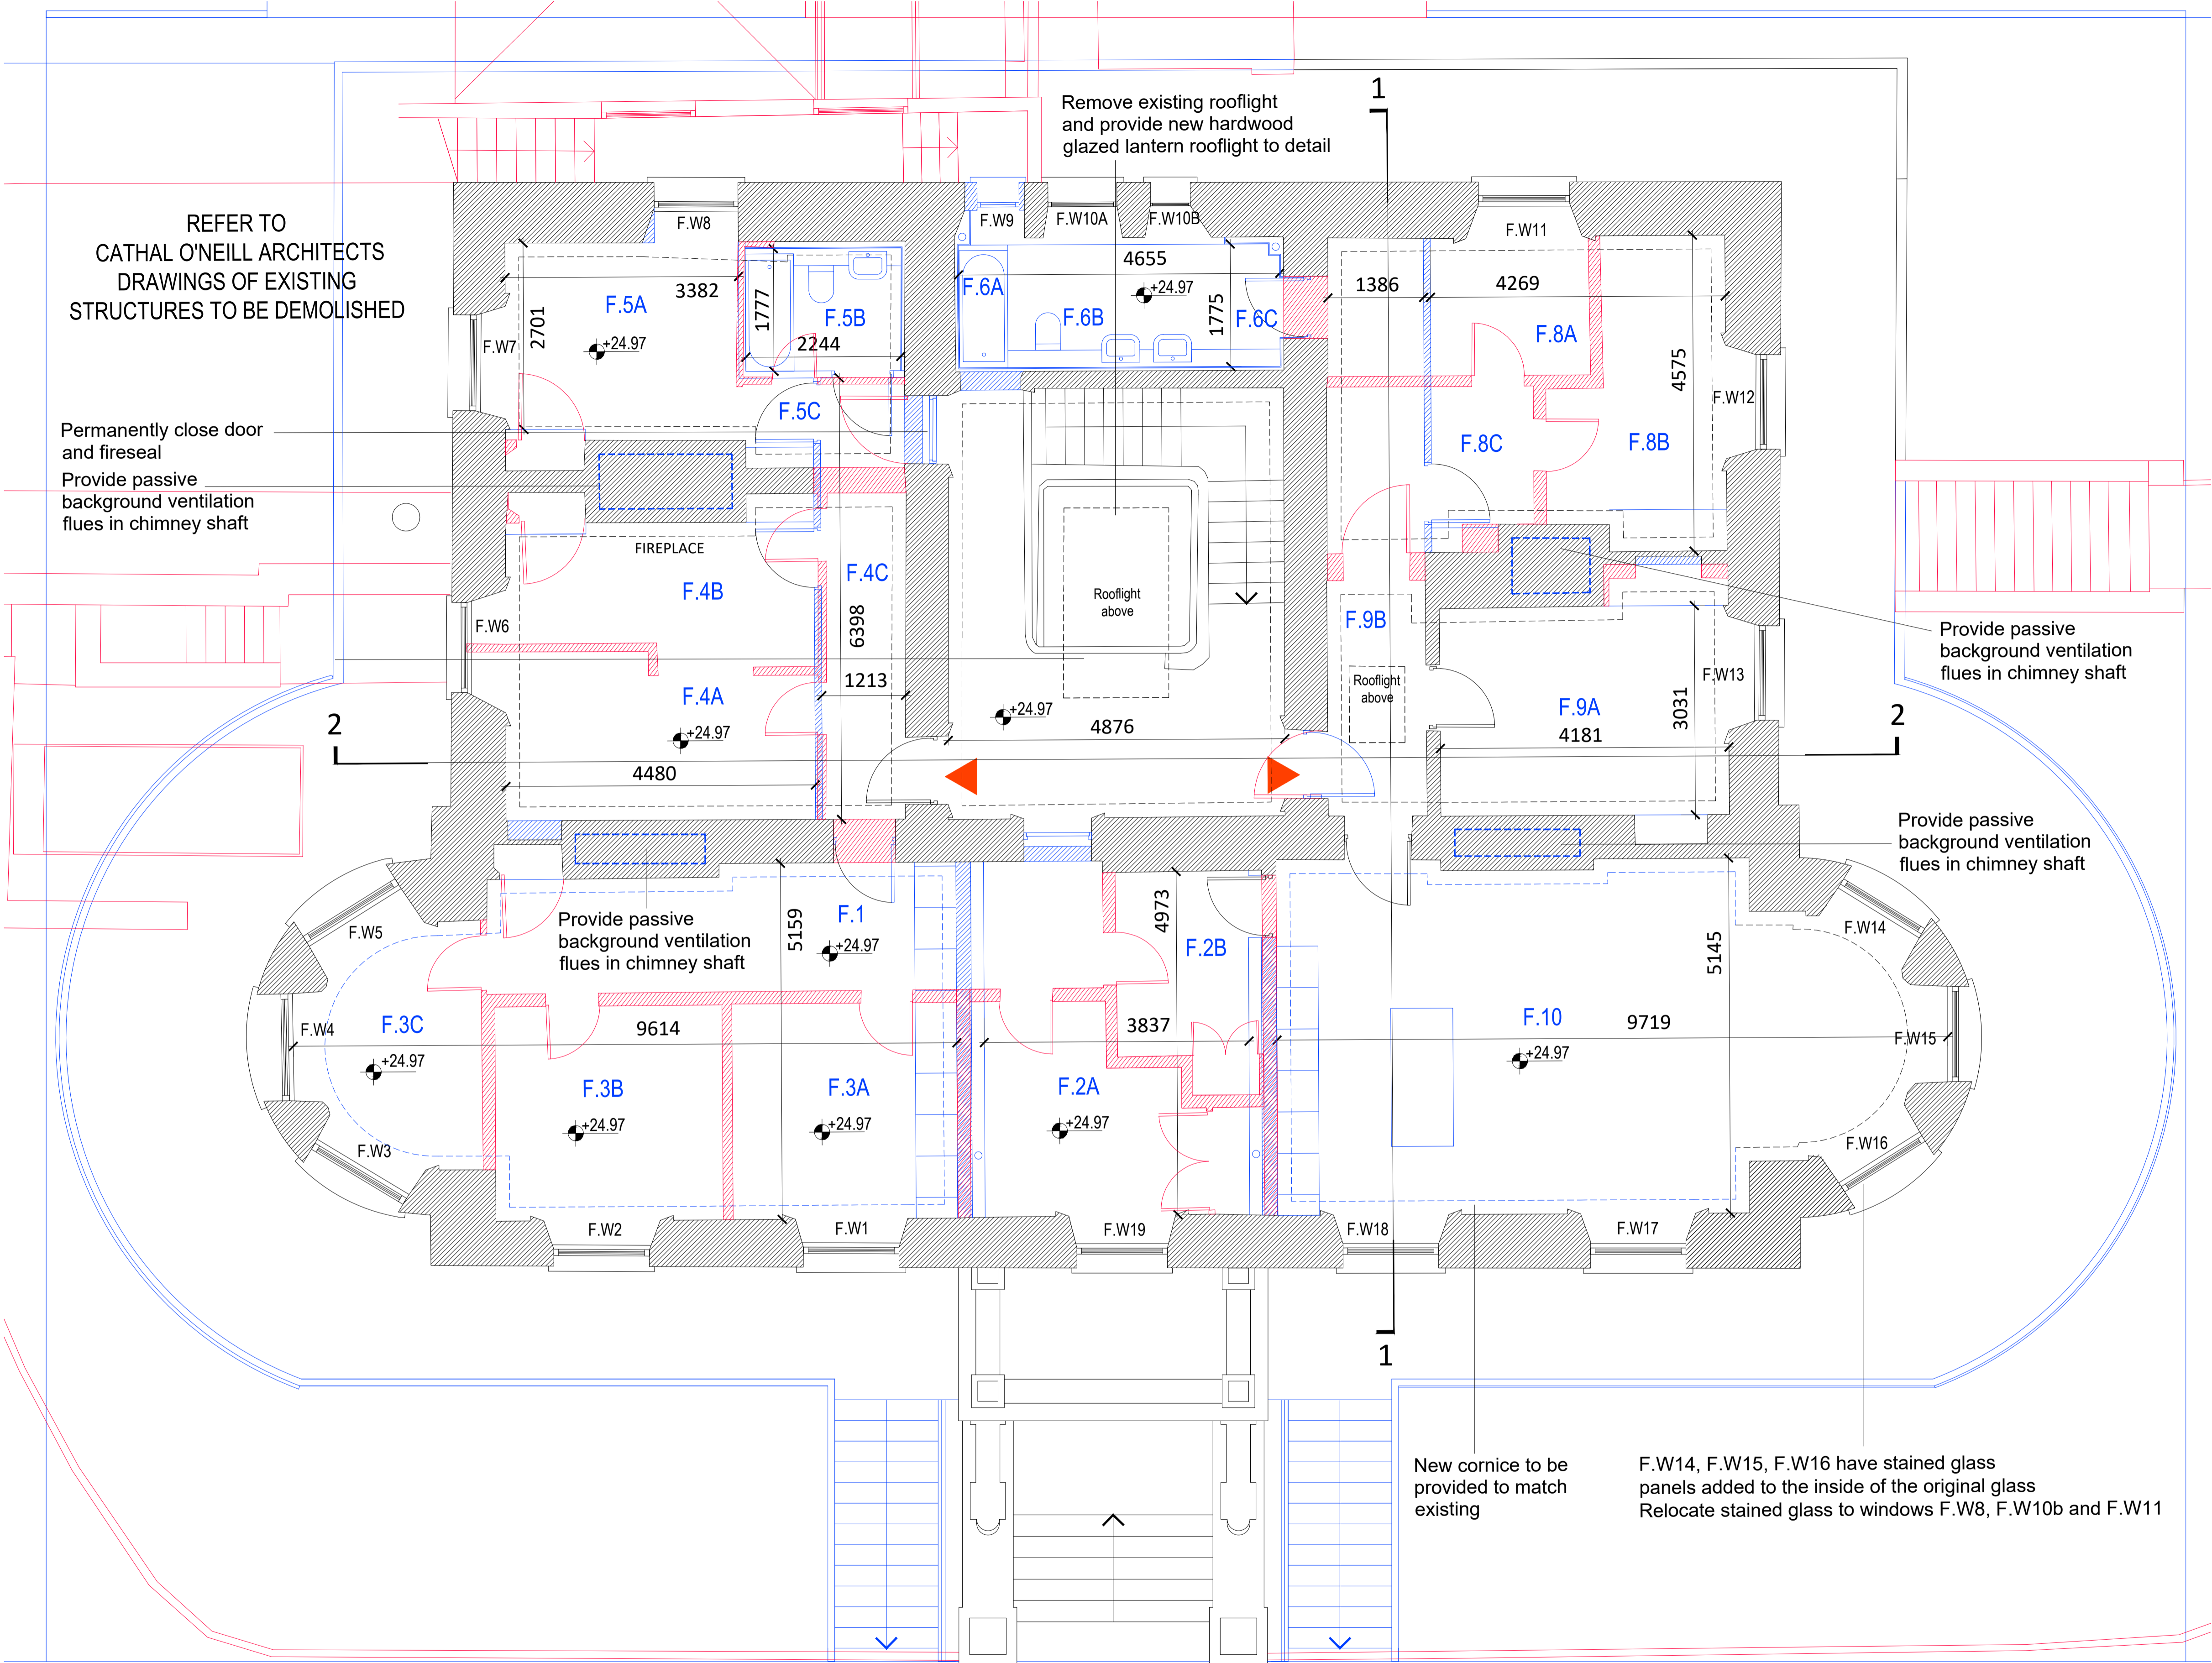 1
Remove existing rooflight
and provide new hardwood
glazed lantern rooflight to detail
REFER TO
CATHAL O'NEILL ARCHITECTS
DRAWINGS OF EXISTING
STRUCTURES TO BE DEMOLISHED
F.W8
F.W9
F.W10A
F.W10B
F.W11
F.5A
3382
2701
+24.97
F.W7
1777
F.5B
2244
F.5C
F.6A
4655
+24.97
F.6B
1775
F.6C
1386
4269
F.8A
4575
F.W12
F.8C
F.8B
Permanently close door
and fireseal
Provide passive
background ventilation
flues in chimney shaft
FIREPLACE
F.4B
F.4C
F.W6
6398
F.4A
1213
+24.97
4480
Rooflight
above
+24.97
4876
F.9B
Rooflight
above
F.9A
4181
3031
F.W13
Provide passive
background ventilation
flues in chimney shaft
2
2
Provide passive
background ventilation
flues in chimney shaft
Provide passive
background ventilation
flues in chimney shaft
F.W5
F.W4
F.W3
F.3C
+24.97
5159
F.1
+24.97
9614
F.3B
+24.97
F.3A
+24.97
4973
F.2B
3837
F.2A
+24.97
F.10
9719
+24.97
5145
F.W14
F.W15
F.W16
F.W2
F.W1
F.W19
F.W18
F.W17
1
New cornice to be
provided to match
existing
F.W14, F.W15, F.W16 have stained glass
panels added to the inside of the original glass
Relocate stained glass to windows F.W8, F.W10b and F.W11